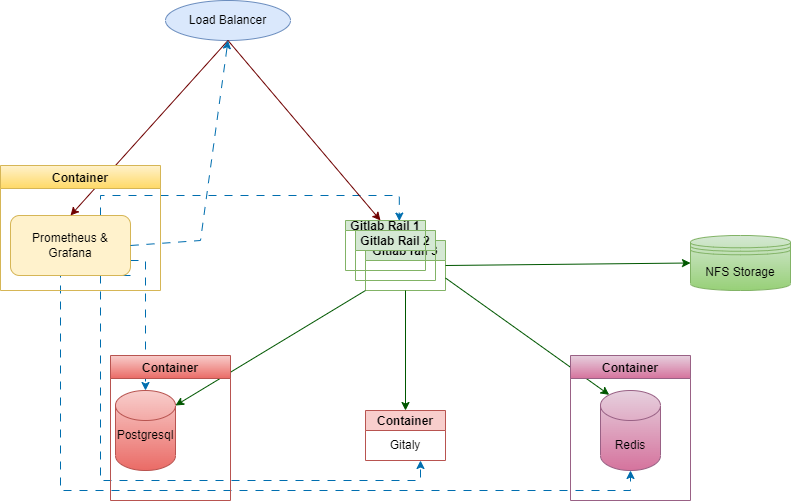 Load Balancer
Container
Prometheus &
Grafana
Gitlab Rail 1
Gitlab Rail 2
Gitlab rail 3
NFS Storage
Container
Postgresql
Container
Gitaly
Container
Redis